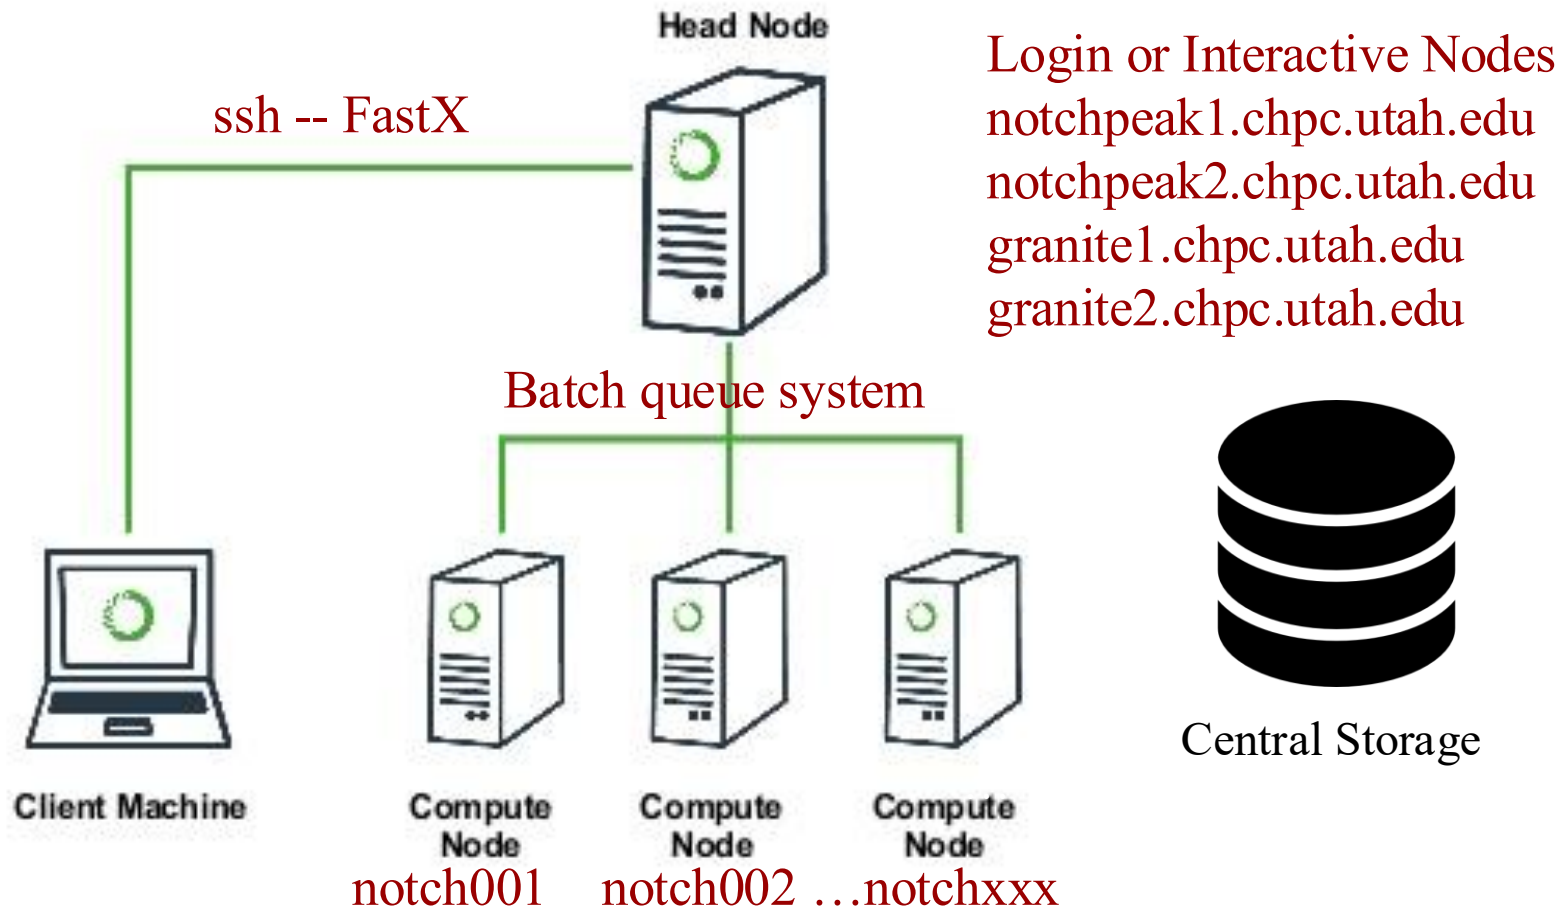 Head Node
Login or Interactive Nodes
notchpeak1.chpc.utah.edu
notchpeak2.chpc.utah.edu
granite1.chpc.utah.edu
granite2.chpc.utah.edu
ssh -- FastX
Batch queue system
Central Storage
Client Machine
Compute
Node
notch001
Compute
Node
notch002
Compute
Node
…notchxxx